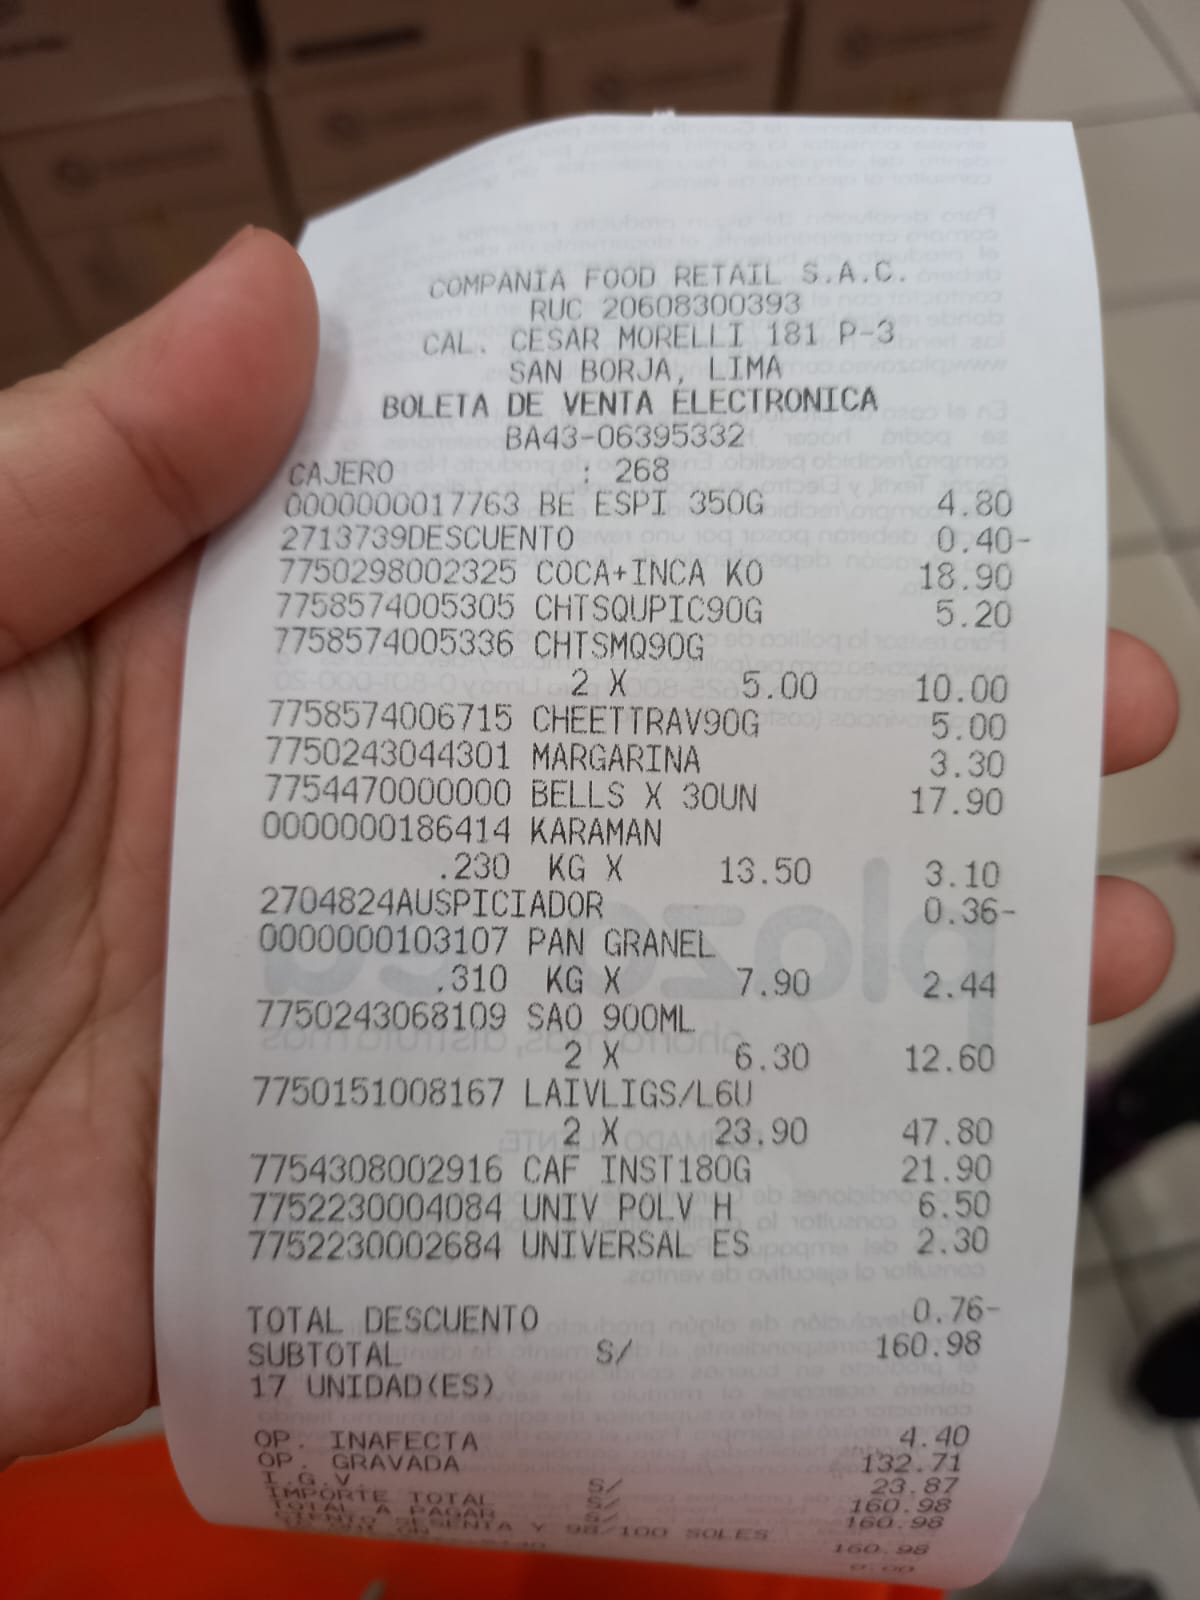 COMPANIA FOOD RETAIL S.A.C.
RUC 20608300393
CAL. CESAR MORELLI 181 P-3
SAN BORJA, LIMA
BOLETA DE VENTA ELECTRONICA
BA43-06395332
CAJERO : 268
0000000017763 BE ESPI 350G 4.80
2713739DESCUENTO 0.40-
7750298002325 COCA+INCA KO 18.90
7758574005305 CHTSQUPIC90G 5.20
7758574005336 CHTSMQ90G
2 X 5.00 10.00
7758574006715 CHEETTRAV90G 5.00
7750243044301 MARGARINA 3.30
7754470000000 BELLS X 30UN 17.90
0000000186414 KARAMAN
.230 KG X 13.50 3.10
2704824AUSPICIADOR 0.36-
0000000103107 PAN GRANEL
.310 KG X 7.90 2.44
7750243068109 SAO 900ML
2 X 6.30 12.60
7750151008167 LAIVLIGS/L6U
2 X 23.90 47.80
7754308002916 CAF INST180G 21.90
7752230004084 UNIV POLV H 6.50
7752230002684 UNIVERSAL ES 2.30
TOTAL DESCUENTO 0.76-
SUBTOTAL S/ 160.98
17 UNIDAD(ES)
OP. INAFECTA 4.40
OP. GRAVADA 132.71
I.G.V. S/ 23.87
IMPORTE TOTAL S/ 160.98
TOTAL A PAGAR S/ 160.98
Y 98/100 SOLES
160.98
0.00